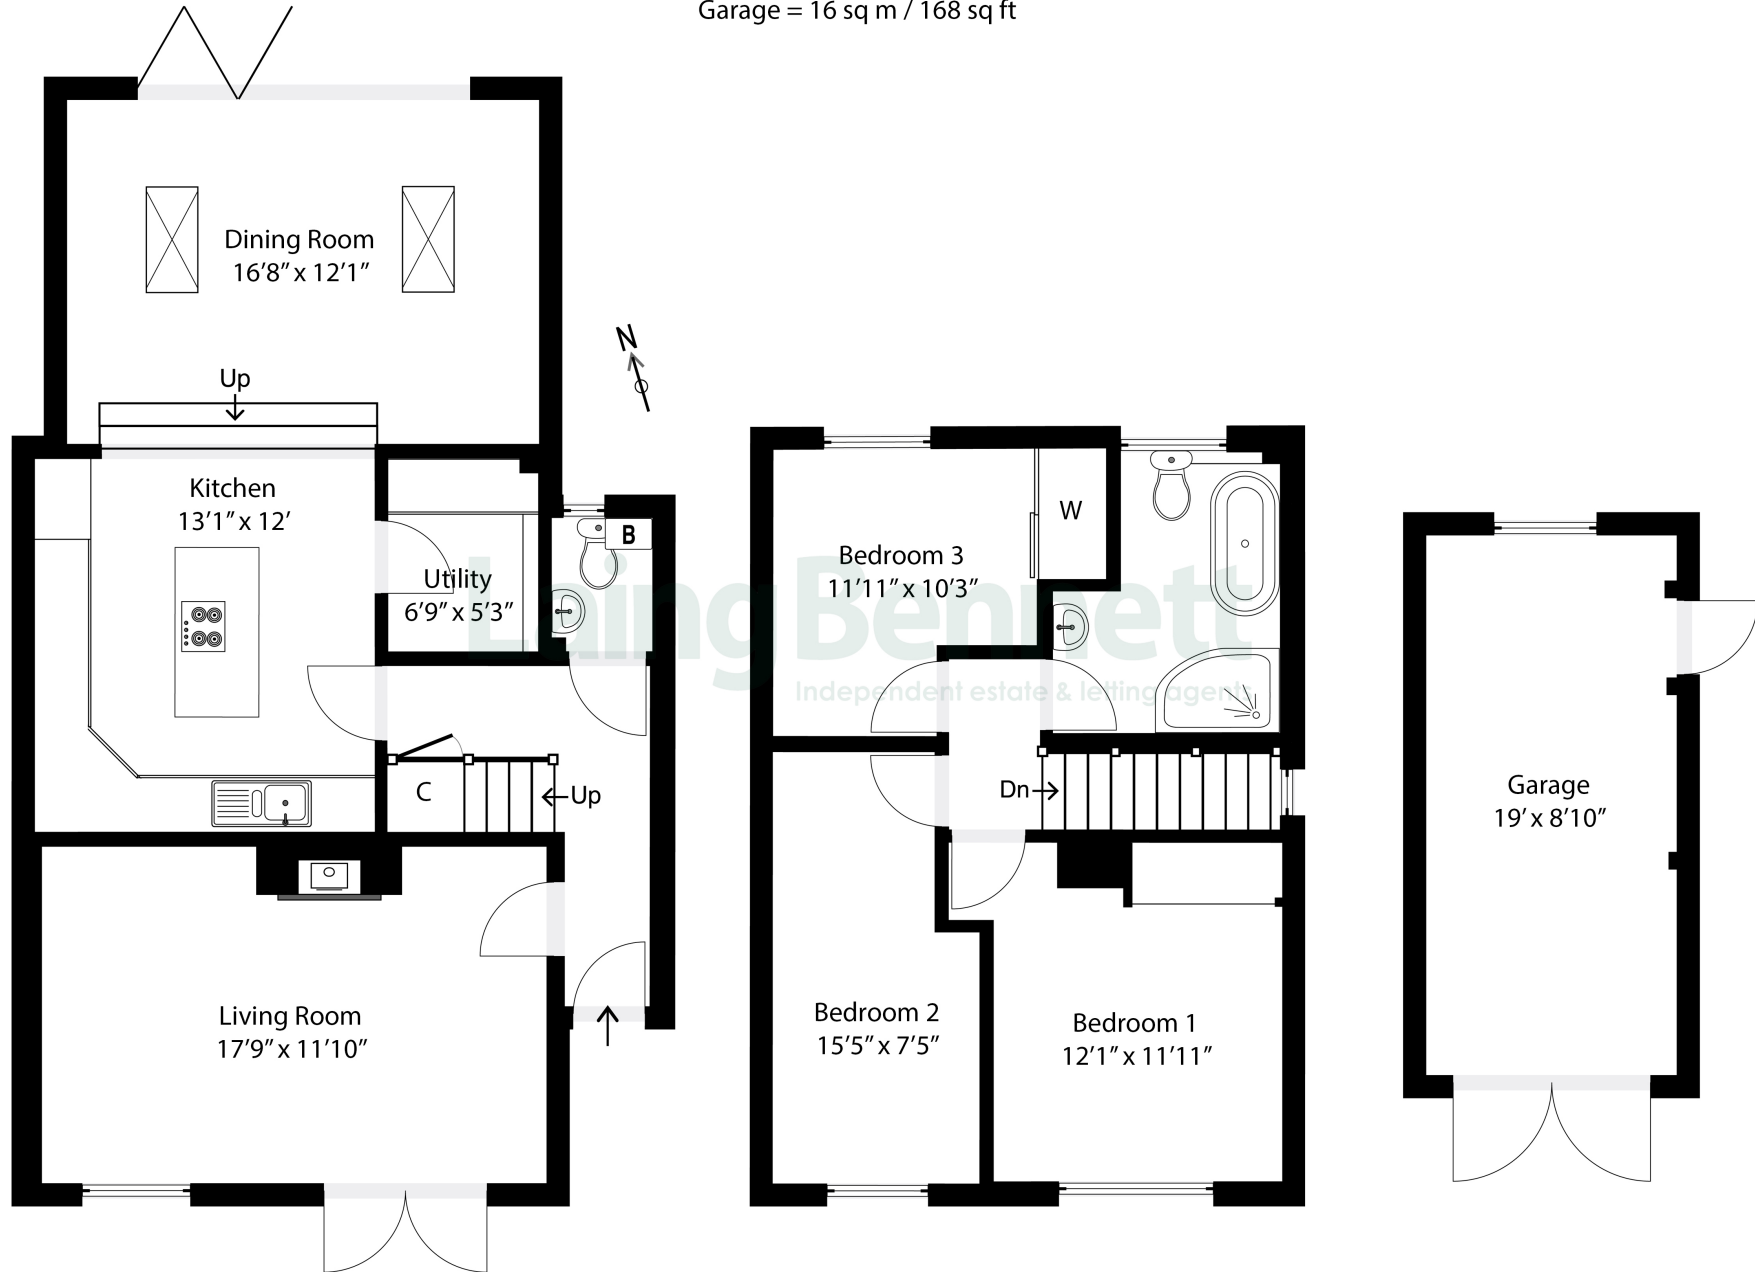 Garage = 16 sq m / 168 sq ft
Dining Room
16'8" x 12'1"
Up
N
Kitchen
13'1" x 12'
Utility
6'9" x 5'3"
B
C
Up
Living Room
17'9" x 11'10"
W
Bedroom 3
11'11" x 10'3"
Laing Bennett
Independent estate & letting agents
Dn
Bedroom 2
15'5" x 7'5"
Bedroom 1
12'1" x 11'11"
Garage
19' x 8'10"